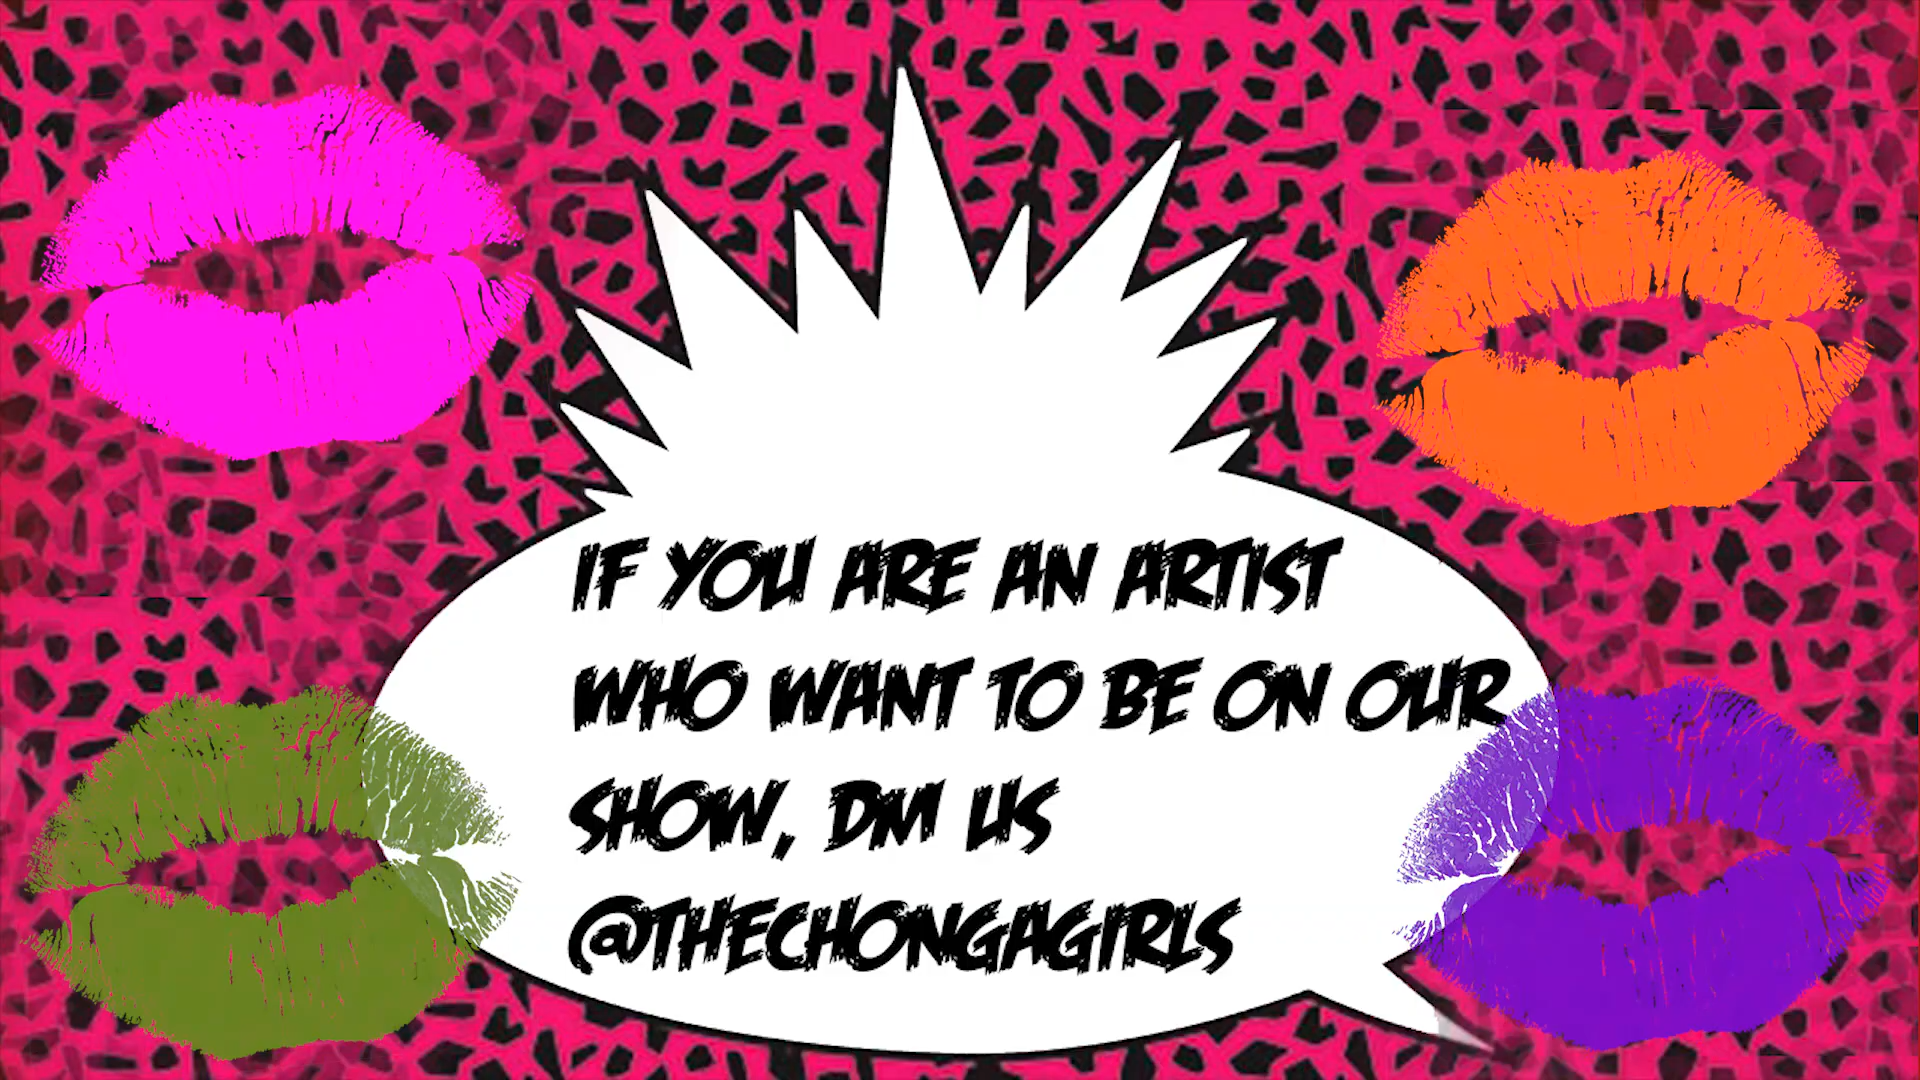 IF YOU ARE AN ARTIST
WHO WANT TO BE ON OUR
SHOW, DM US
@THECHONGAGIRLS